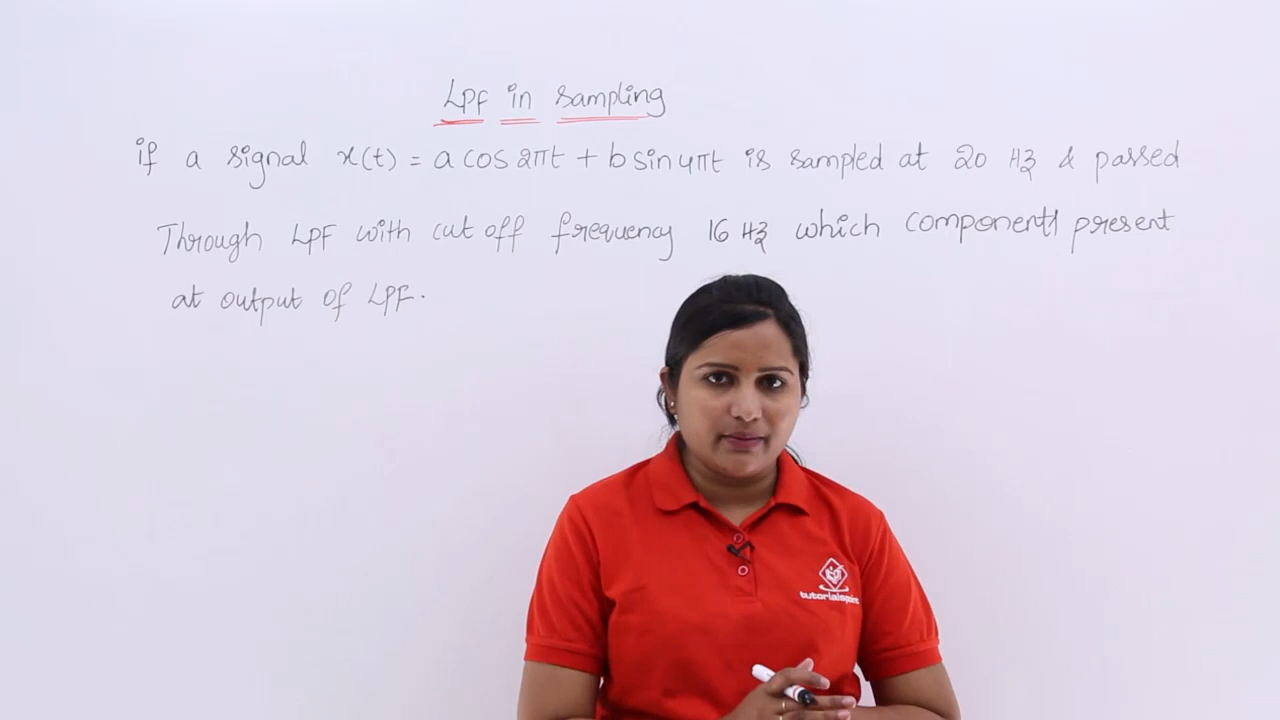 LPF in sampling
if a signal x(t) = a cos 2πt + b sin 4πt is sampled at 20 Hz & passed
Through LPF with cut off frequency 16 Hz which components present
at output of LPF.
tutorialspoint